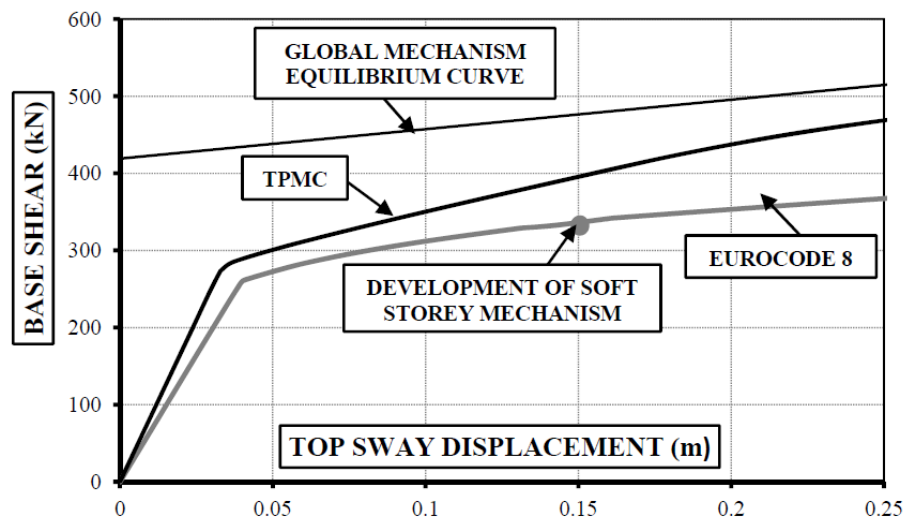 600
500
400
300
200
100
0
BASE SHEAR (kN)
GLOBAL MECHANISM
EQUILIBRIUM CURVE
TPMC
DEVELOPMENT OF SOFT
STOREY MECHANISM
EUROCODE 8
TOP SWAY DISPLACEMENT (m)
0
0.05
0.1
0.15
0.2
0.25